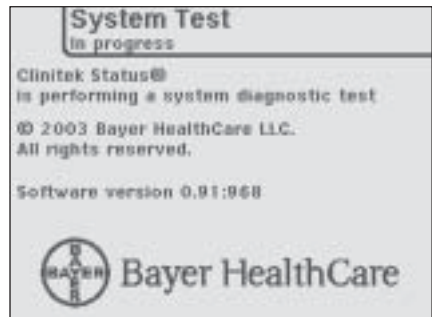 System Test
In progress
Clinitek Status®
is performing a system diagnostic test
© 2003 Bayer HealthCare LLC.
All rights reserved.
Software version 0.91:968
BAYER
BAYER Bayer HealthCare